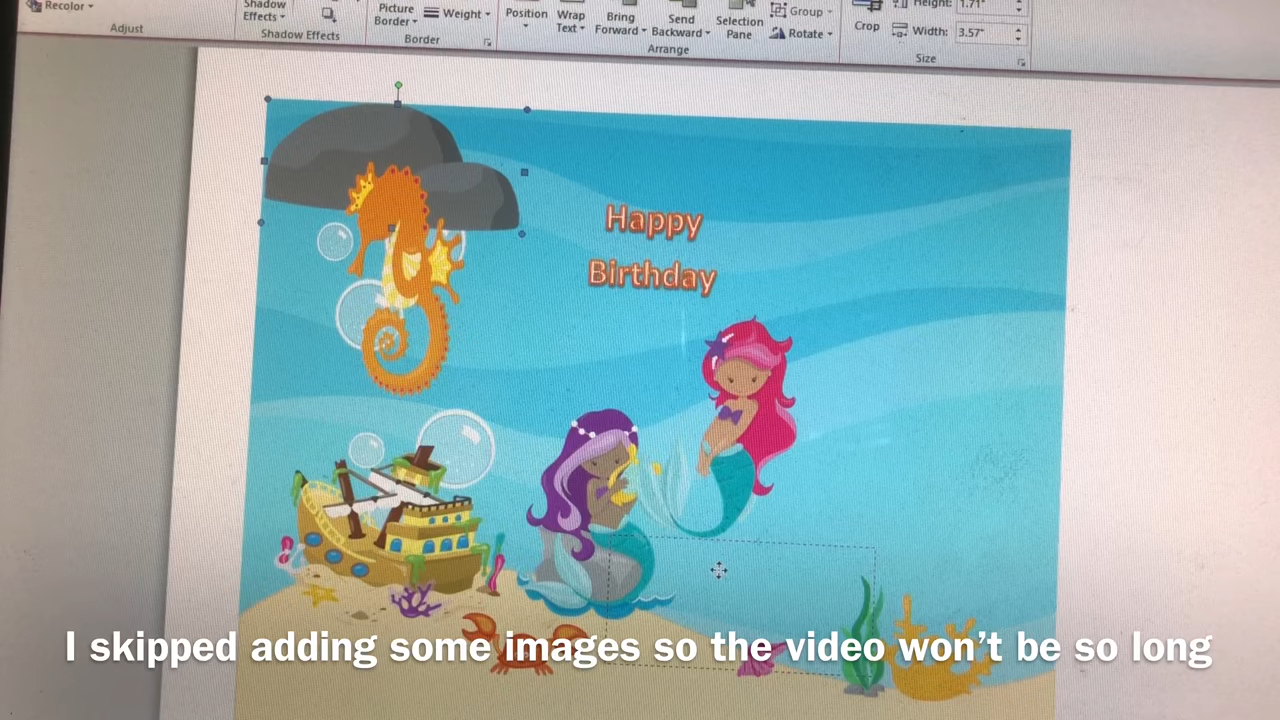 Recolor
Adjust
Shadow
Effects
Shadow Effects
Picture
Border
Weight
Border
Position
Wrap
Text
Bring
Forward
Send
Backward
Selection
Pane
Group
Rotate
Arrange
Crop
Height: 1.71"
Width: 3.57"
Size
Happy
Birthday
I skipped adding some images so the video won't be so long